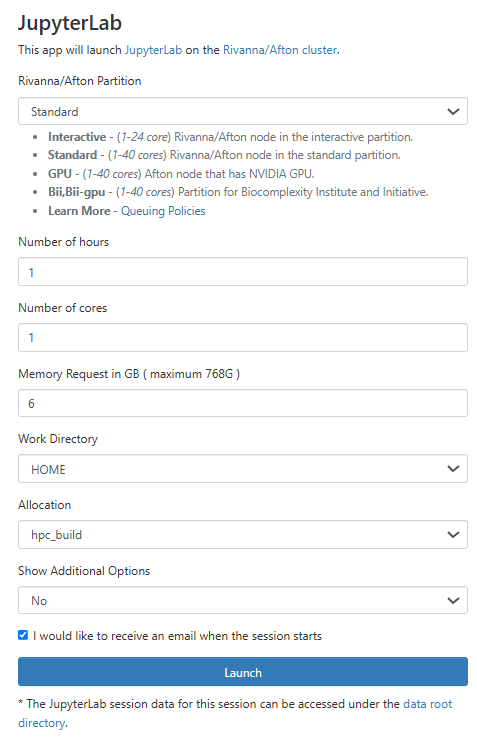 JupyterLab
This app will launch JupyterLab on the Rivanna/Afton cluster.
Rivanna/Afton Partition
Standard
• Interactive - (1-24 core) Rivanna/Afton node in the interactive partition.
• Standard - (1-40 cores) Rivanna/Afton node in the standard partition.
• GPU - (1-40 cores) Afton node that has NVIDIA GPU.
• Bii,Bii-gpu - (1-40 cores) Partition for Biocomplexity Institute and Initiative.
• Learn More - Queuing Policies
Number of hours
1
Number of cores
1
Memory Request in GB ( maximum 768G )
6
Work Directory
HOME
Allocation
hpc_build
Show Additional Options
No
I would like to receive an email when the session starts
Launch
* The JupyterLab session data for this session can be accessed under the data root
directory.